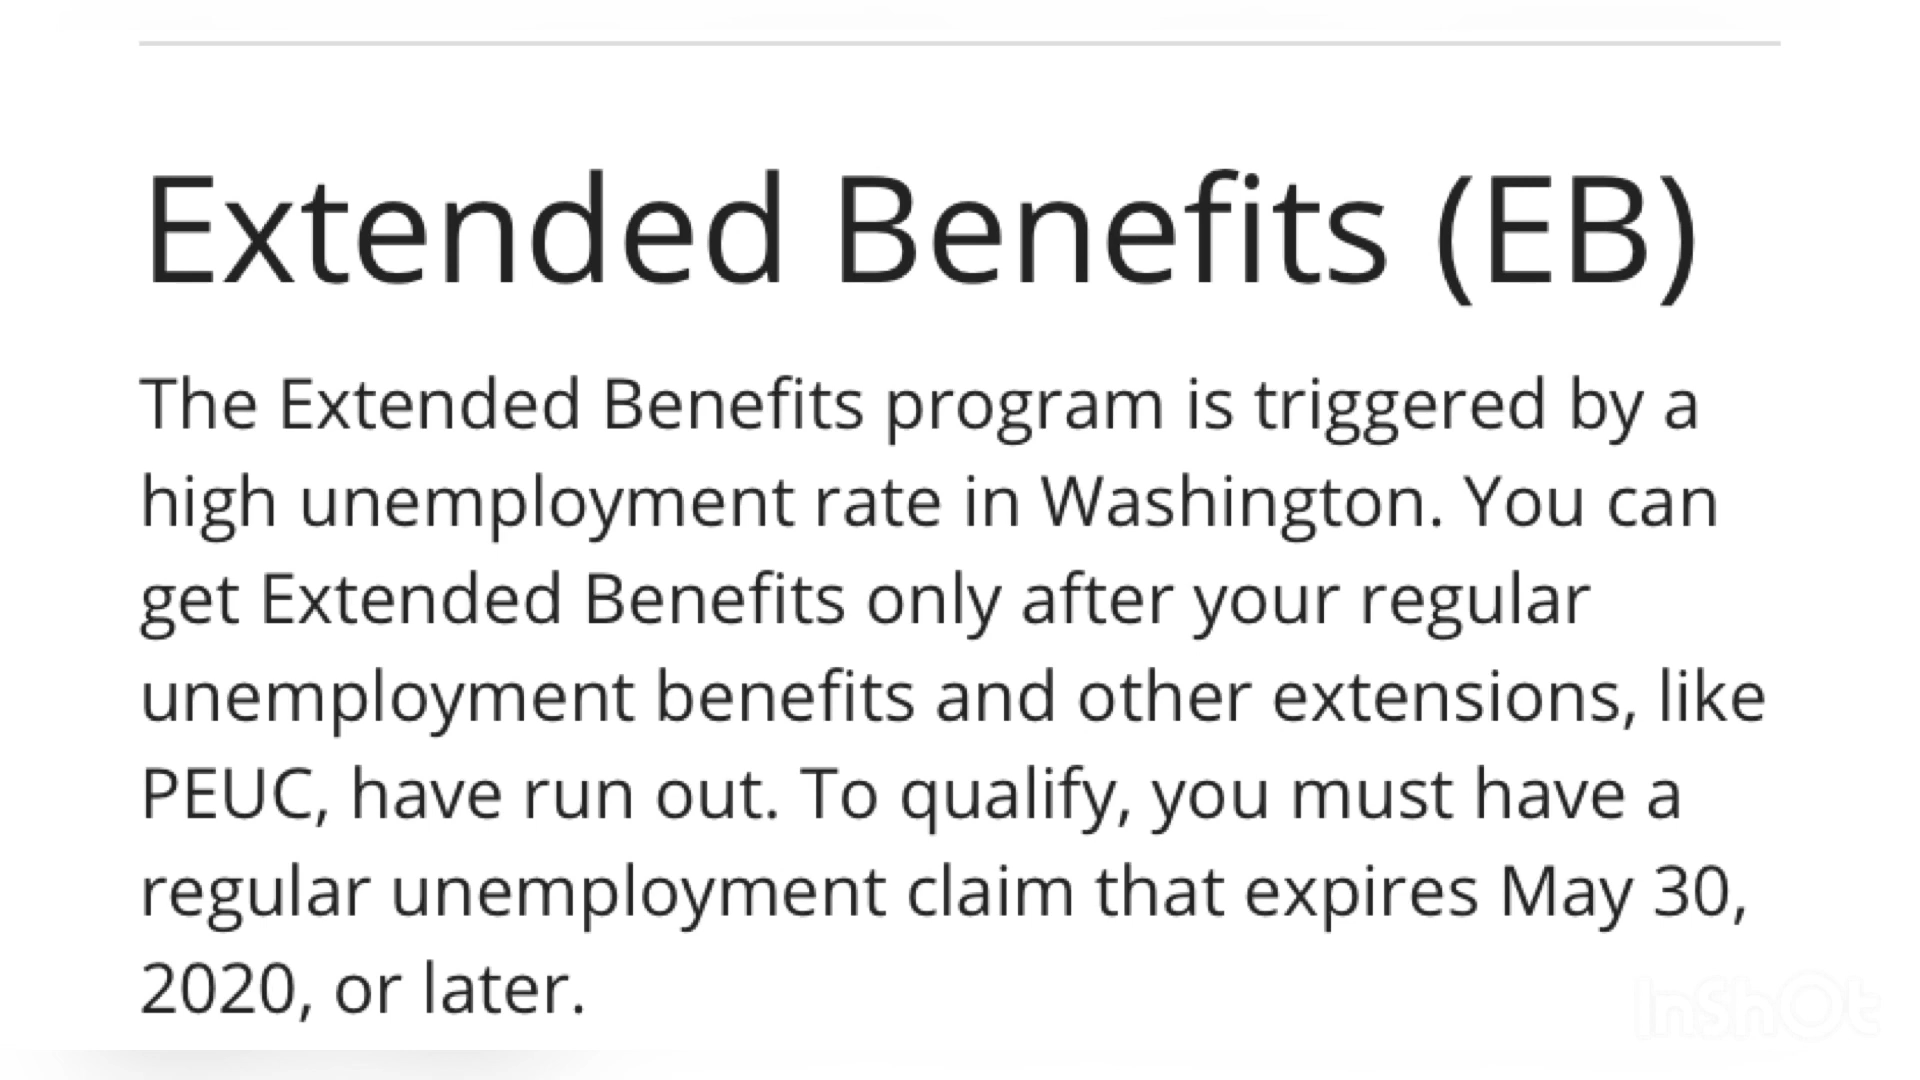 Extended Benefits (EB)
The Extended Benefits program is triggered by a
high unemployment rate in Washington. You can
get Extended Benefits only after your regular
unemployment benefits and other extensions, like
PEUC, have run out. To qualify, you must have a
regular unemployment claim that expires May 30,
2020, or later.
InShOt